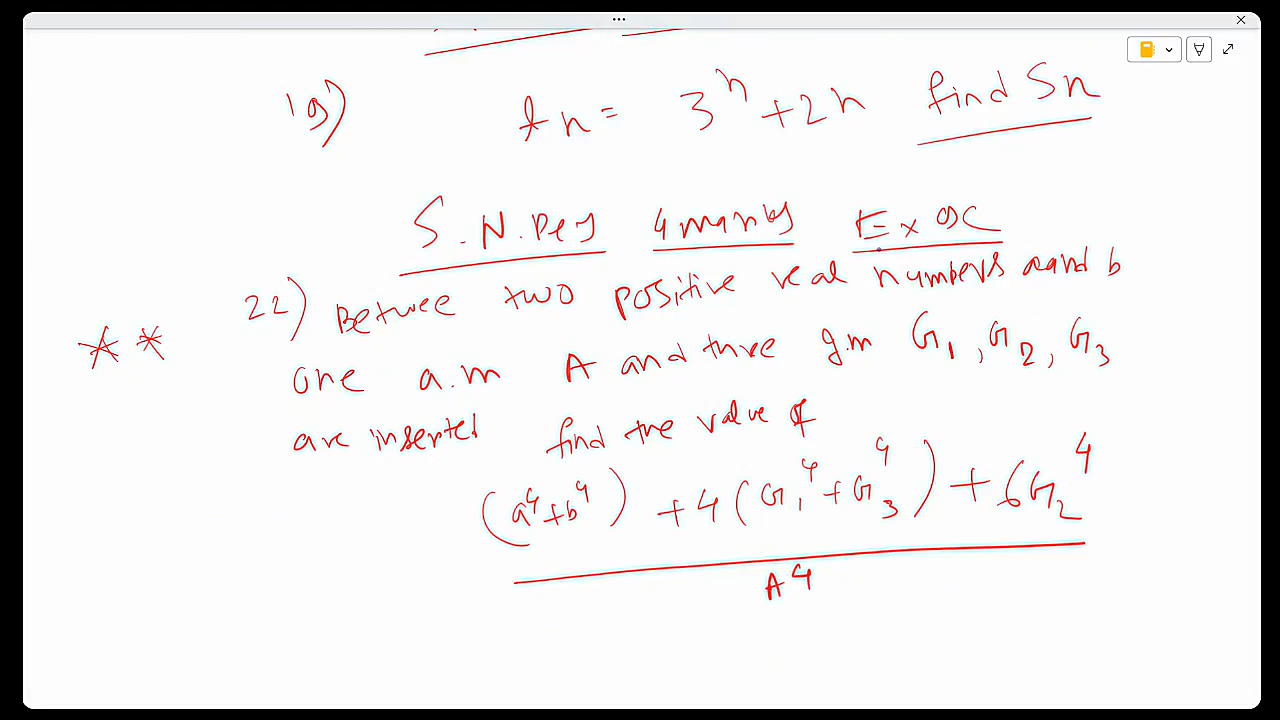 19) tn = 3^n + 2n find Sn
S.N.Dey 4 marks Ex 9C
22) Betwee two positive real numbers a and b
one a.m A and three g.m G1, G2, G3
are inserted find the value of
(a^4+b^4) + 4(G1^4 + G3^4) + 6G2^4
A^4